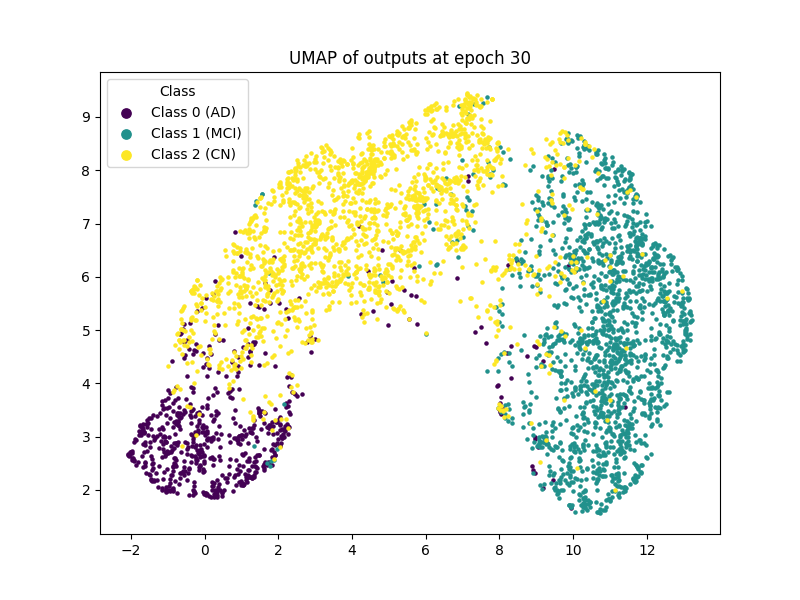 UMAP of outputs at epoch 30
Class
Class 0 (AD)
Class 1 (MCI)
Class 2 (CN)
9
8
7
6
5
4
3
2
−2 0 2 4 6 8 10 12